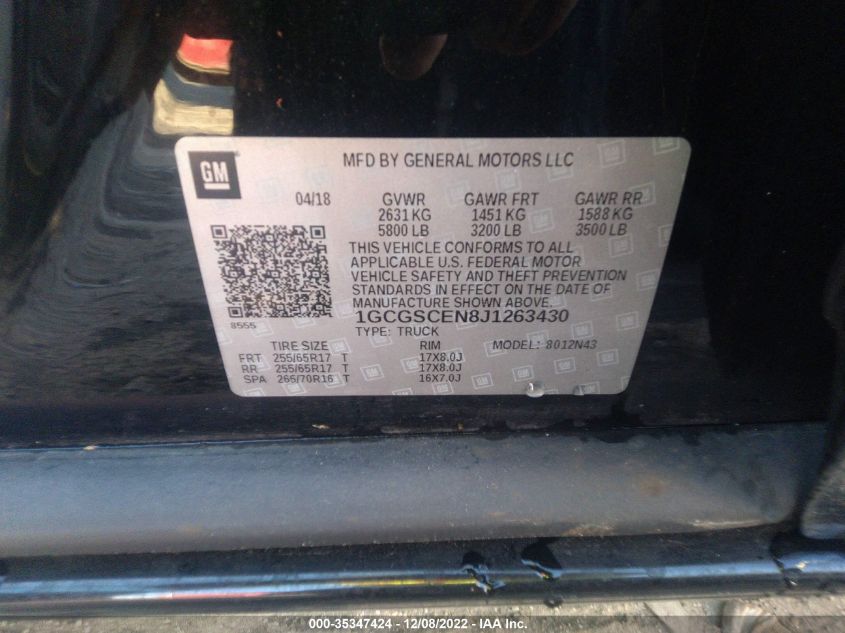 GM
MFD BY GENERAL MOTORS LLC
04/18 GVWR GAWR FRT GAWR RR
2631 KG 1451 KG 1588 KG
5800 LB 3200 LB 3500 LB
THIS VEHICLE CONFORMS TO ALL
APPLICABLE U.S. FEDERAL MOTOR
VEHICLE SAFETY AND THEFT PREVENTION
STANDARDS IN EFFECT ON THE DATE OF
MANUFACTURE SHOWN ABOVE.
8555
1GCGSCEN8J1263430
TYPE: TRUCK
TIRE SIZE RIM MODEL: 8012N43
FRT 255/65R17 T 17X8.0J
RR 255/65R17 T 17X8.0J
SPA 265/70R16 T 16X7.0J
000-35347424 - 12/08/2022 - IAA Inc.